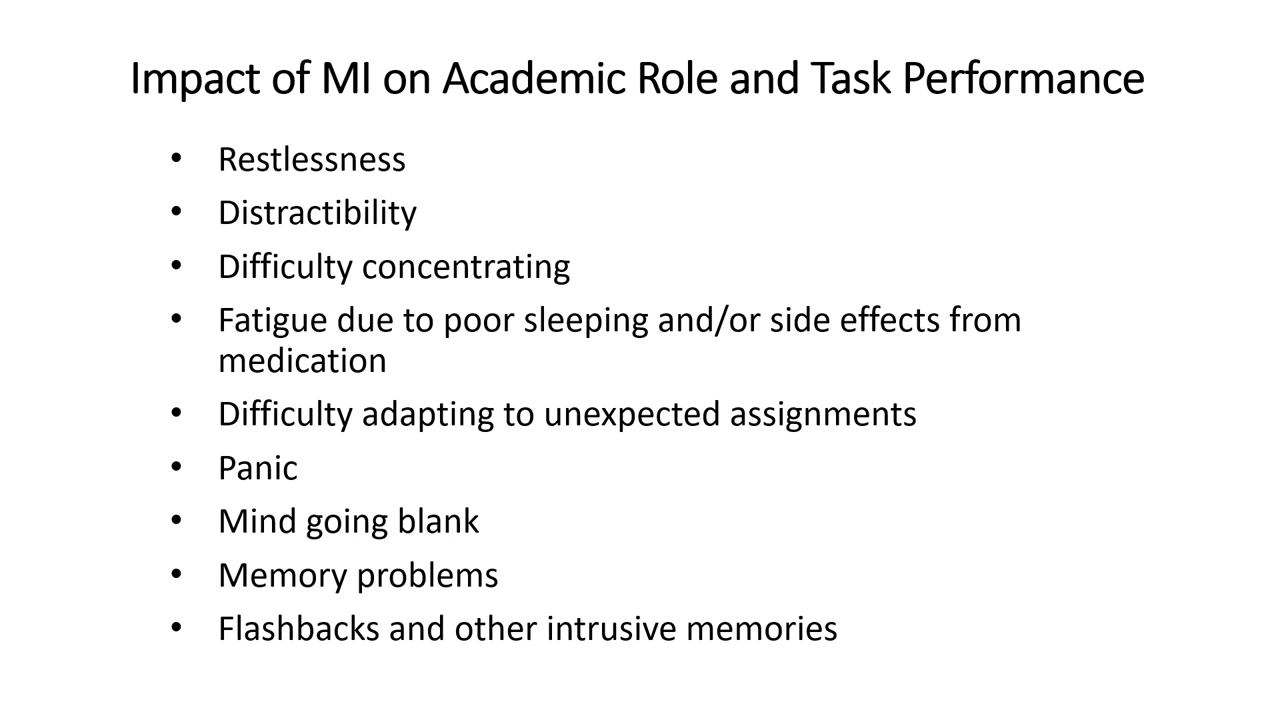 Impact of MI on Academic Role and Task Performance
• Restlessness
• Distractibility
• Difficulty concentrating
• Fatigue due to poor sleeping and/or side effects from
medication
• Difficulty adapting to unexpected assignments
• Panic
• Mind going blank
• Memory problems
• Flashbacks and other intrusive memories